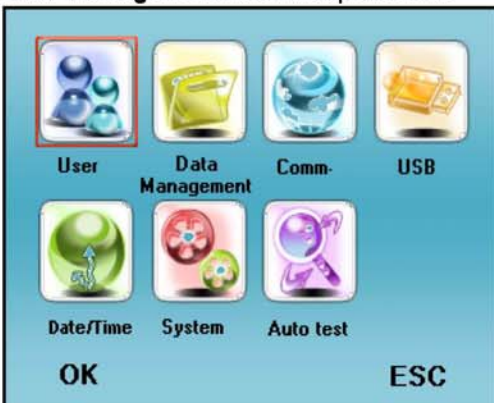 User
Data Management
Comm-
USB
Date/Time
System
Auto test
OK
ESC